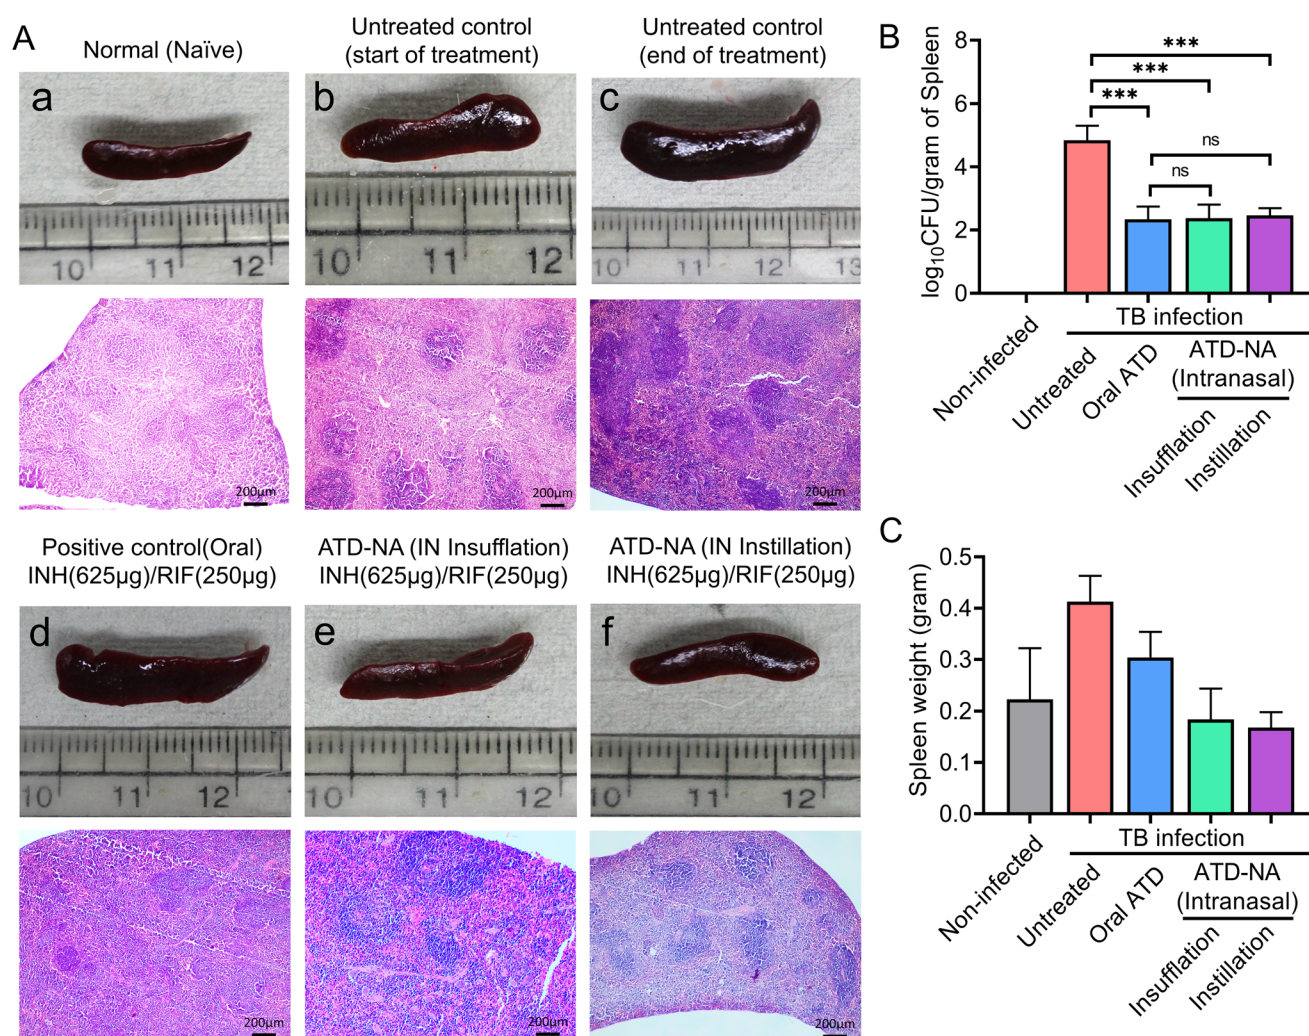 A
Normal (Naïve)
Untreated control
(start of treatment)
Untreated control
(end of treatment)
a
b
c
10 11 12
10 11 12
10 11 12 13
200µm
200µm
200µm
Positive control(Oral)
INH(625µg)/RIF(250µg)
ATD-NA (IN Insufflation)
INH(625µg)/RIF(250µg)
ATD-NA (IN Instillation)
INH(625µg)/RIF(250µg)
d
e
f
10 11 12
10 11 12
10 11 12
200µm
200µm
200µm
B
log10CFU/gram of Spleen
8
6
4
2
0
***
***
***
ns
ns
Non-infected
Untreated
Oral ATD
TB infection
ATD-NA
(Intranasal)
Insufflation
Instillation
C
Spleen weight (gram)
0.5
0.4
0.3
0.2
0.1
0.0
Non-infected
Untreated
Oral ATD
TB infection
ATD-NA
(Intranasal)
Insufflation
Instillation